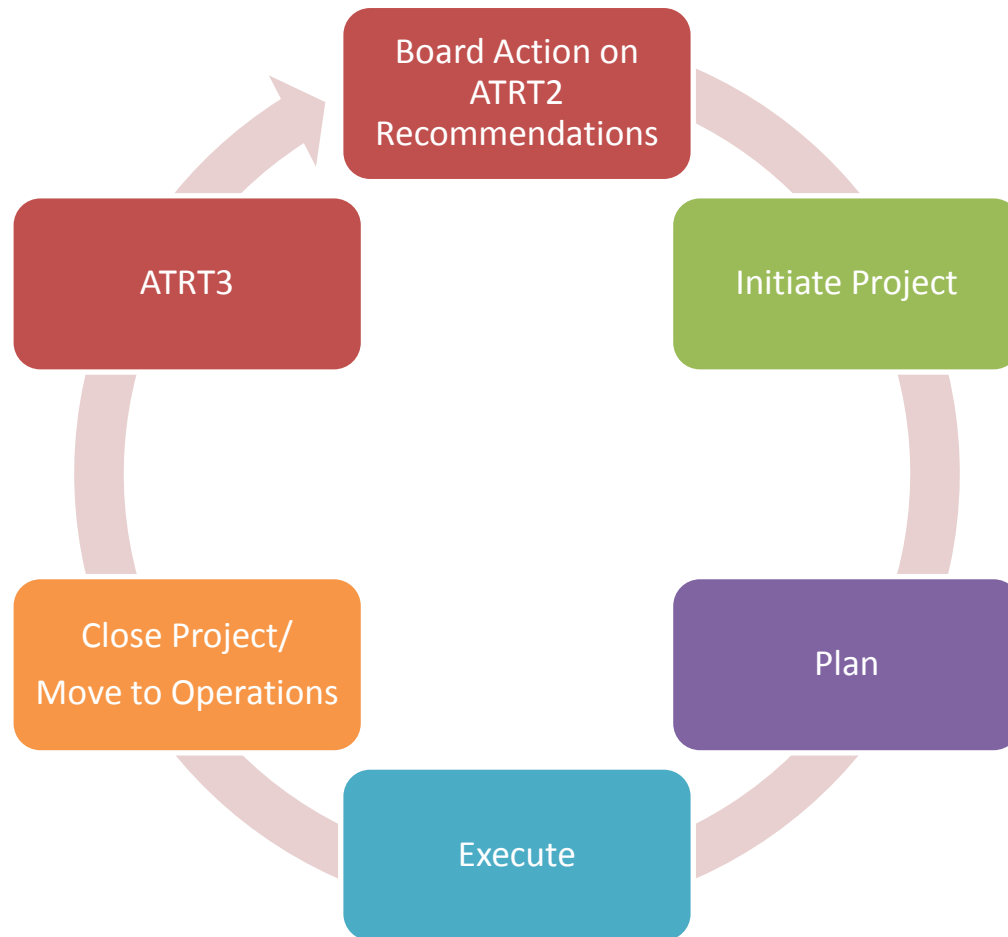 Board Action on
ATRT2
Recommendations
Initiate Project
Plan
Execute
Close Project/
Move to Operations
ATRT3